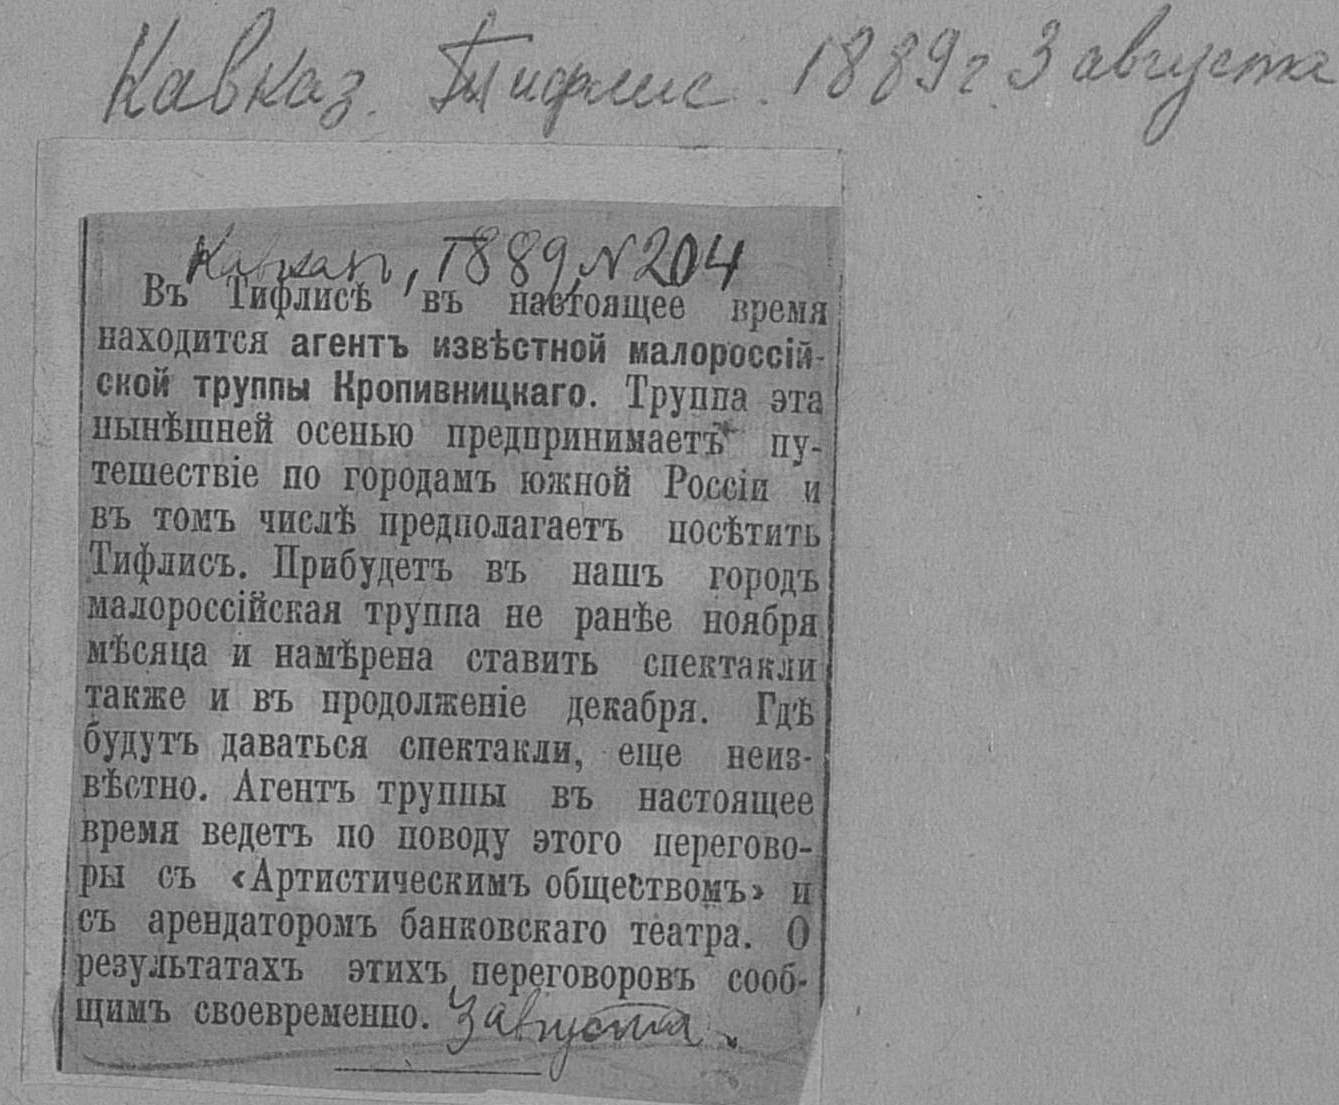 Кавказ. Тифлис. 1889 г. 3 августа
Кавказъ, 1889, N 204
Въ Тифлисѣ въ настоящее время
находится агентъ извѣстной малороссій-
ской труппы Кропивницкаго. Труппа эта
нынѣшней осенью предпринимаетъ пу-
тешествіе по городамъ южной Россіи и
въ томъ числѣ предполагаетъ посѣтить
Тифлисъ. Прибудетъ въ нашъ городъ
малороссійская труппа не ранѣе ноября
мѣсяца и намѣрена ставить спектакли
также и въ продолженіе декабря. Гдѣ
будутъ даваться спектакли, еще неиз-
вѣстно. Агентъ труппы въ настоящее
время ведетъ по поводу этого перегово-
ры съ «Артистическимъ обществомъ» и
съ арендаторомъ банковскаго театра. О
результатахъ этихъ переговоровъ сооб-
щимъ своевременно. 3 августа.